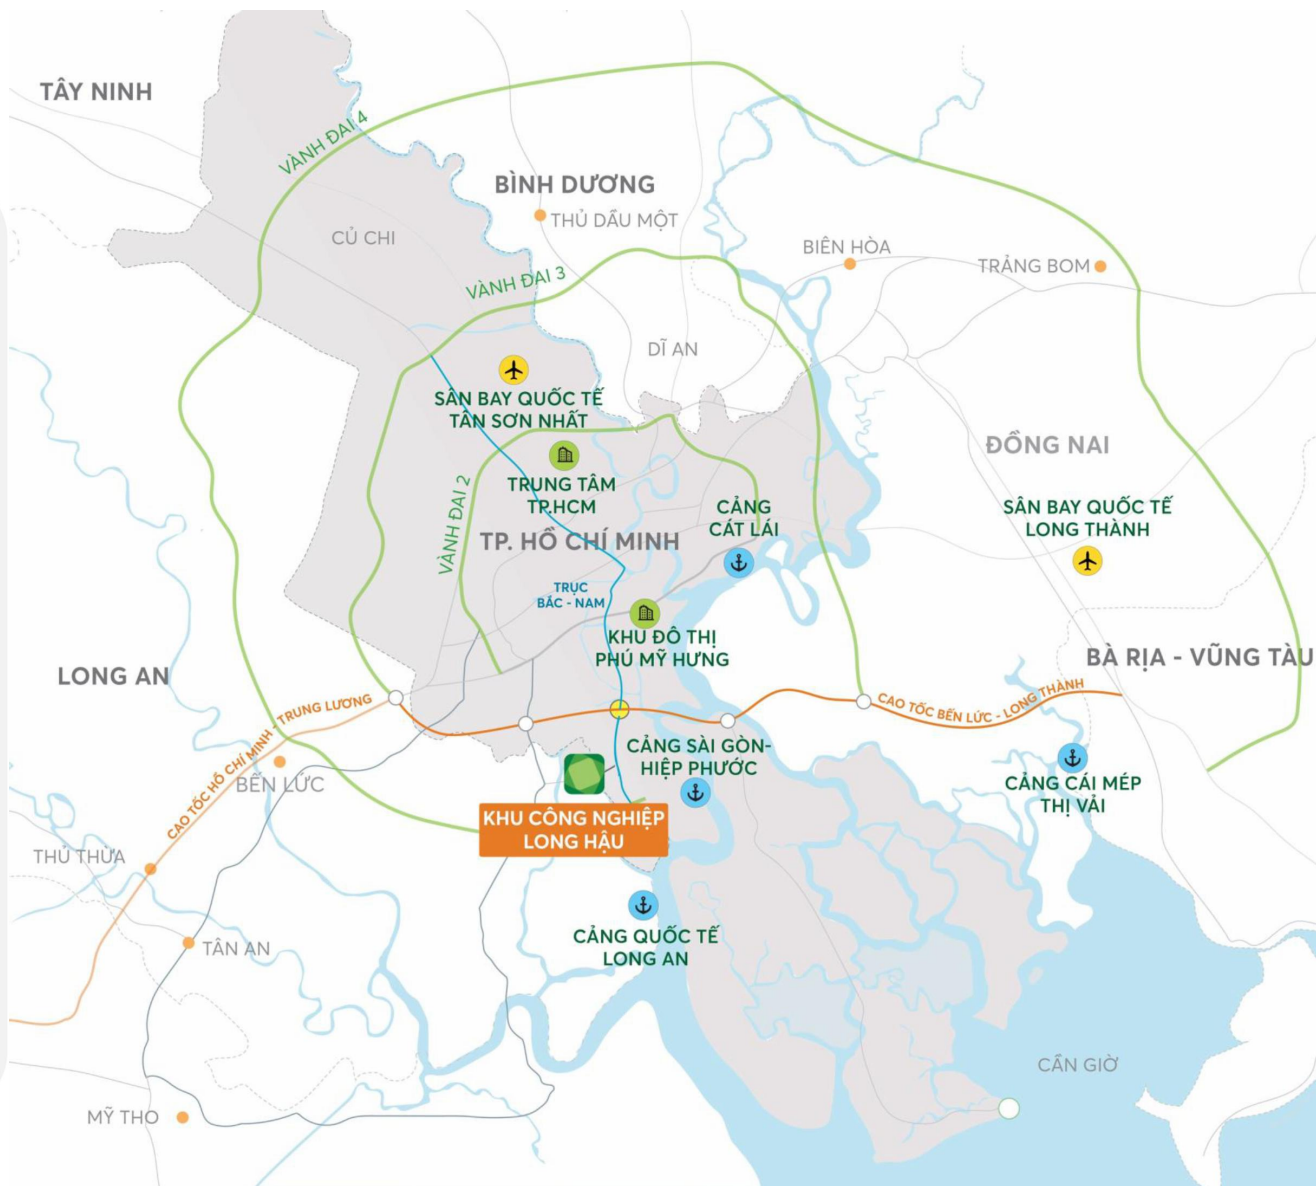 TÂY NINH
VÀNH ĐAI 4
BÌNH DƯƠNG
THỦ DẦU MỘT
CỦ CHI
BIÊN HÒA
TRẢNG BOM
VÀNH ĐAI 3
DĨ AN
SÂN BAY QUỐC TẾ
TÂN SƠN NHẤT
ĐỒNG NAI
TRUNG TÂM
TP.HCM
VÀNH ĐAI 2
CẢNG
CÁT LÁI
SÂN BAY QUỐC TẾ
LONG THÀNH
TP. HỒ CHÍ MINH
TRỤC
BẮC - NAM
KHU ĐÔ THỊ
PHÚ MỸ HƯNG
BÀ RỊA - VŨNG TÀU
LONG AN
CAO TỐC HỒ CHÍ MINH - TRUNG LƯƠNG
CAO TỐC BẾN LỨC - LONG THÀNH
CẢNG SÀI GÒN-
HIỆP PHƯỚC
BẾN LỨC
CẢNG CÁI MÉP
THỊ VẢI
KHU CÔNG NGHIỆP
LONG HẬU
THỦ THỪA
TÂN AN
CẢNG QUỐC TẾ
LONG AN
CẦN GIỜ
MỸ THO